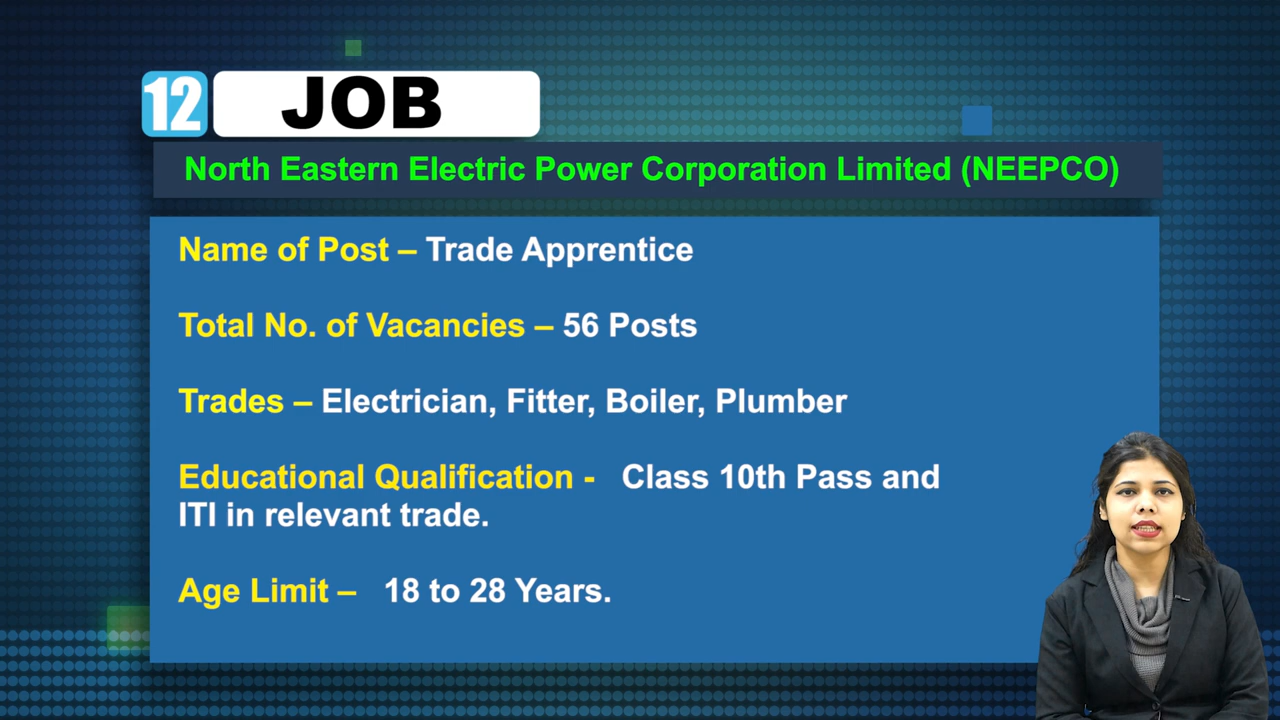 12 JOB
North Eastern Electric Power Corporation Limited (NEEPCO)
Name of Post – Trade Apprentice
Total No. of Vacancies – 56 Posts
Trades – Electrician, Fitter, Boiler, Plumber
Educational Qualification - Class 10th Pass and
ITI in relevant trade.
Age Limit – 18 to 28 Years.